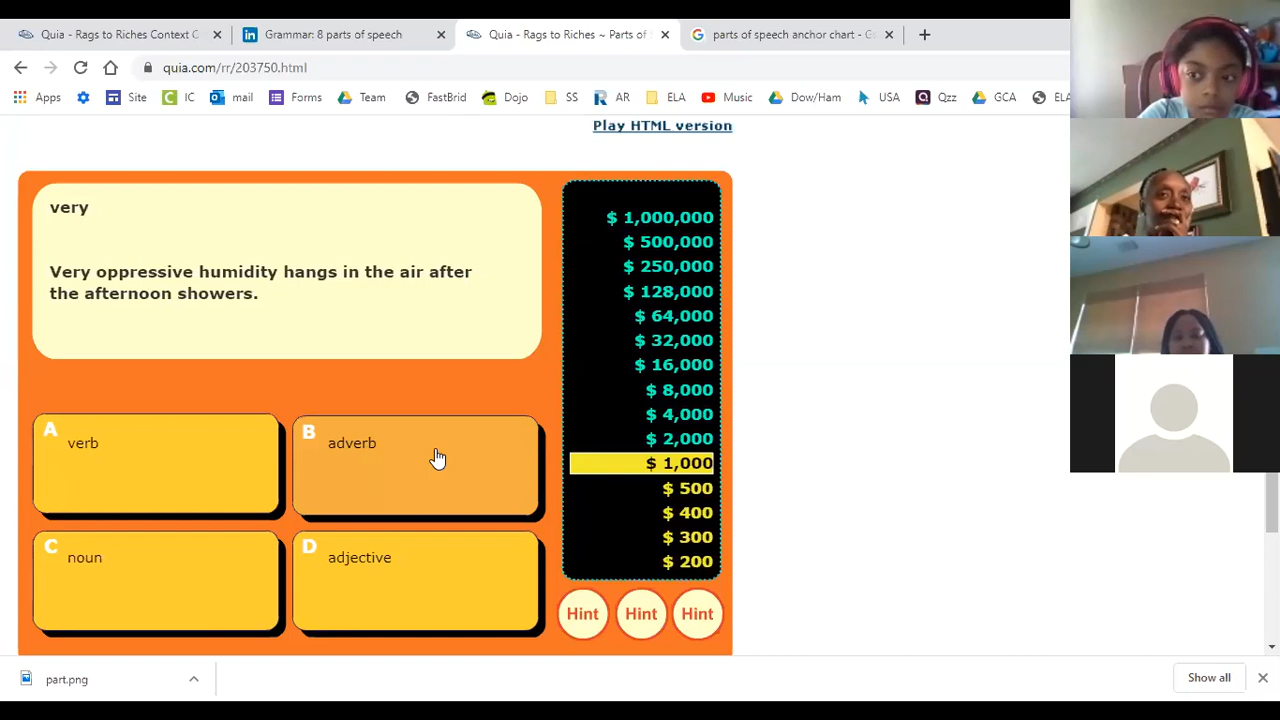 Quia - Rags to Riches Context C
Grammar: 8 parts of speech
Quia - Rags to Riches ~ Parts of S
parts of speech anchor chart - G
quia.com/rr/203750.html
Apps Site IC mail Forms Team FastBrid Dojo SS AR ELA Music Dow/Ham USA Qzz GCA ELA
Play HTML version
very
Very oppressive humidity hangs in the air after
the afternoon showers.
$ 1,000,000
$ 500,000
$ 250,000
$ 128,000
$ 64,000
$ 32,000
$ 16,000
$ 8,000
$ 4,000
$ 2,000
$ 1,000
$ 500
$ 400
$ 300
$ 200
A verb
B adverb
C noun
D adjective
Hint Hint Hint
part.png
Show all